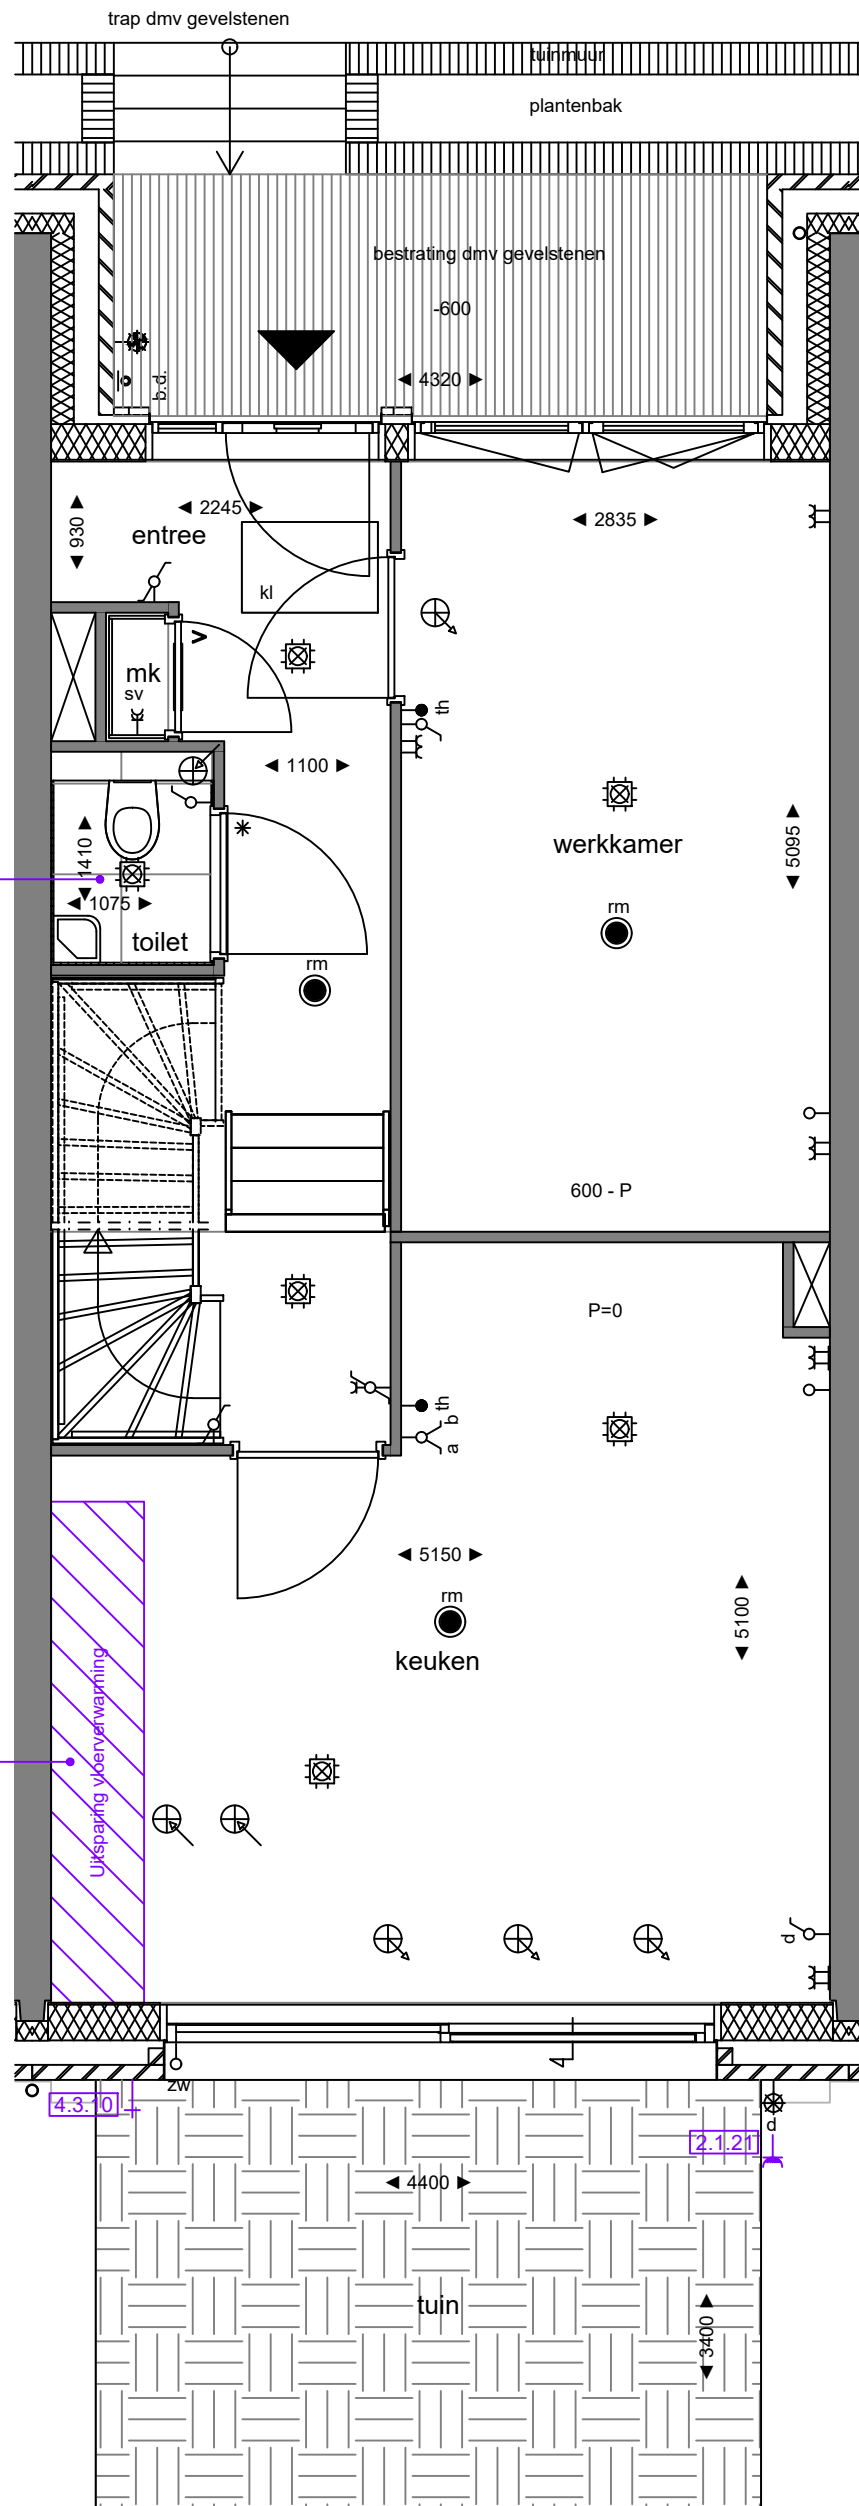 trap dmv gevelstenen
tuinmuur
plantenbak
bestrating dmv gevelstenen
-600
4320
b.d.
2245
2835
930
entree
kl
mk
sv
V
th
1100
werkkamer
5095
1410
1075
toilet
rm
rm
600 - P
P=0
th
a b
5150
rm
5100
keuken
Uitsparing vloerverwarming
d
zw
4.3.10
d
2.1.21
4400
tuin
3400